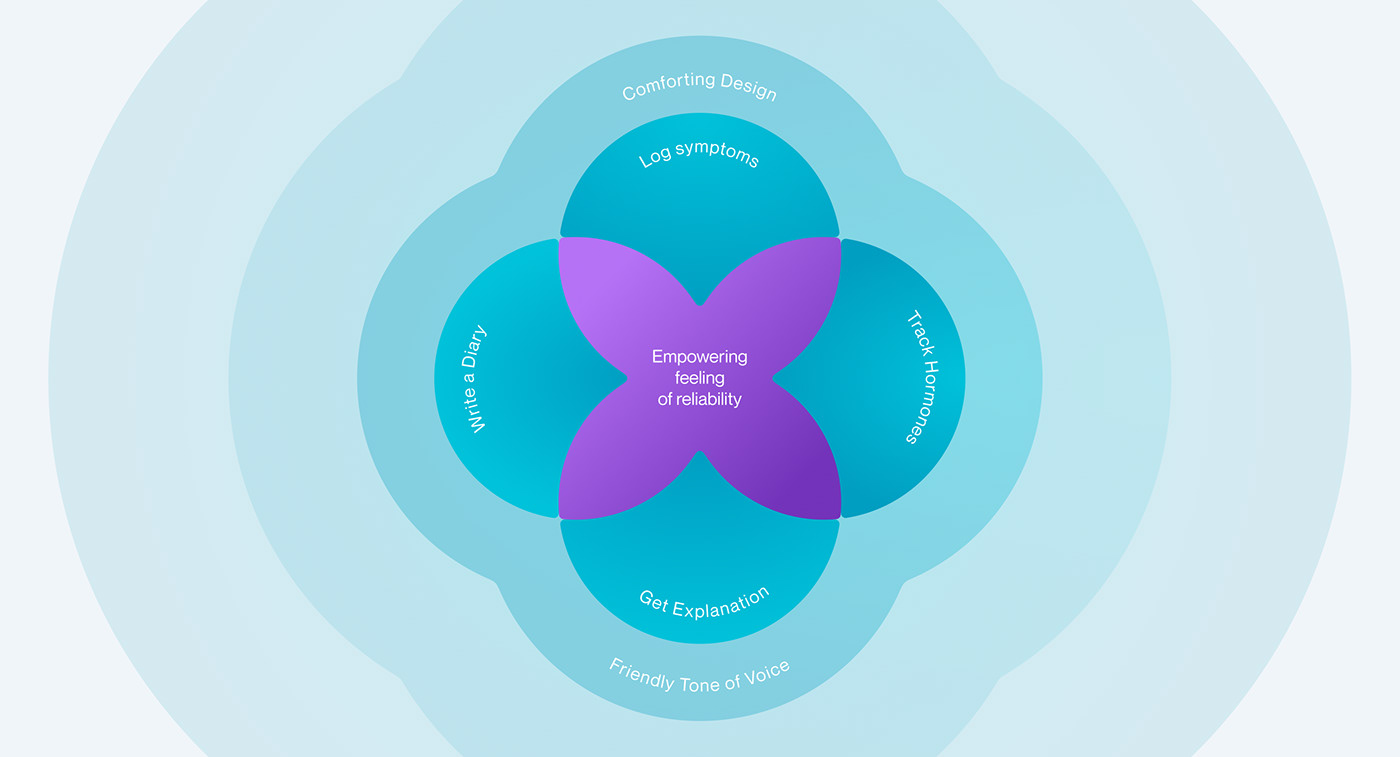 Comforting Design
Log symptoms
Write a Diary
Track Hormones
Empowering
feeling
of reliability
Get Explanation
Friendly Tone of Voice